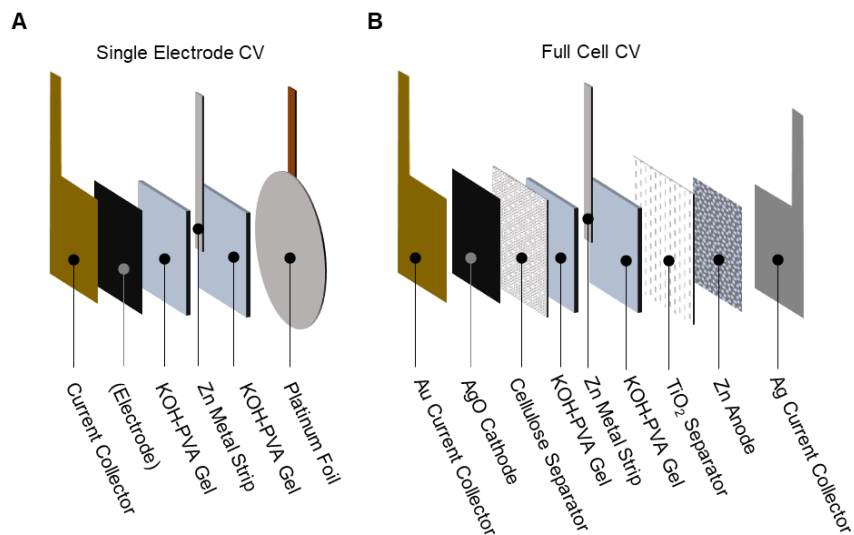 A
B
Single Electrode CV
Full Cell CV
Current Collector
(Electrode)
KOH-PVA Gel
Zn Metal Strip
KOH-PVA Gel
Platinum Foil
Au Current Collector
AgO Cathode
Cellulose Separator
KOH-PVA Gel
Zn Metal Strip
KOH-PVA Gel
TiO₂ Separator
Zn Anode
Ag Current Collector